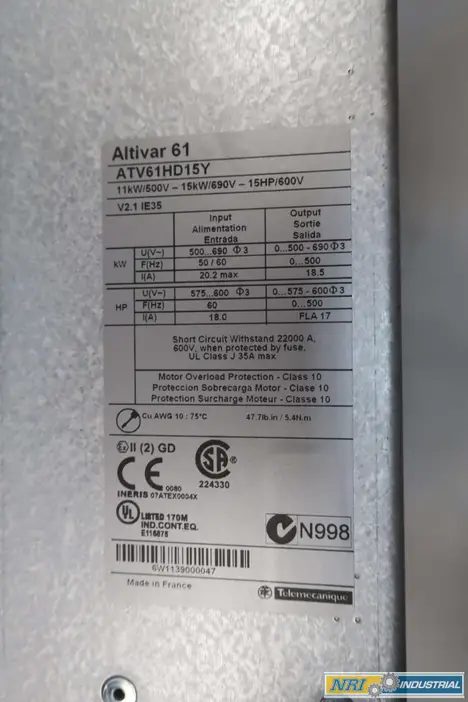 Altivar 61
ATV61HD15Y
11kW/500V - 15kW/690V - 15HP/600V
V2.1 IE35
Input Output
Alimentation Sortie
Entrada Salida
kW U(V~) 500...690 Φ3 0...500 - 690Φ3
F(Hz) 50 / 60 0...500
I(A) 20.2 max 18.5
HP U(V~) 575...600 Φ3 0...575 - 600Φ3
F(Hz) 60 0...500
I(A) 18.0 FLA 17
Short Circuit Withstand 22000 A,
600V, when protected by fuse,
UL Class J 35A max
Motor Overload Protection - Class 10
Proteccion Sobrecarga Motor - Clase 10
Protection Surcharge Moteur - Classe 10
Cu AWG 10 : 75°C 47.7lb.in / 5.4N.m
Ex II (2) GD
CE 0080
INERIS 07ATEX0004X
SA ®
224330
UL ® LISTED 170M
IND.CONT.EQ.
E116875
N998
6W1139000047
Made in France
Telemecanique
NRI INDUSTRIAL